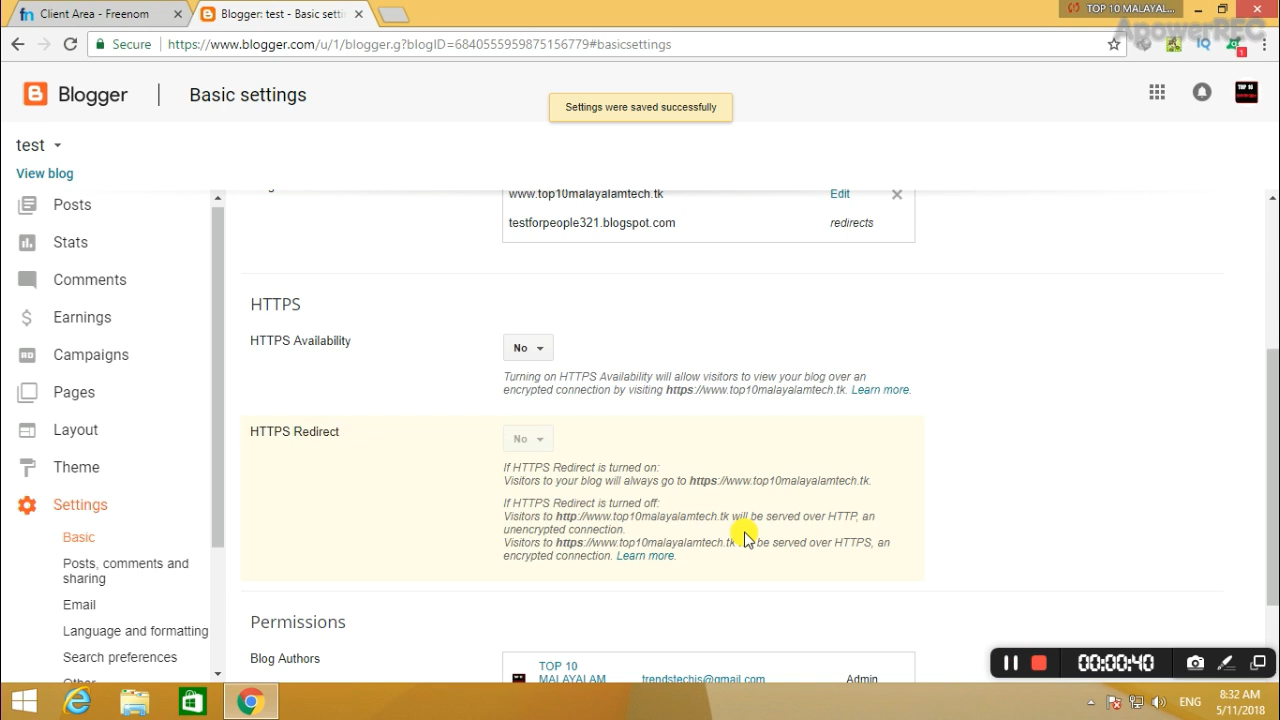 Client Area - Freenom
Blogger: test - Basic setti
TOP 10 MALAYAL...
ApowerREC
Secure
https://www.blogger.com/u/1/blogger.g?blogID=6840555959875156779#basicsettings
IQ
1
Blogger
Basic settings
Settings were saved successfully
TOP 10
test
View blog
Posts
Stats
Comments
Earnings
Campaigns
Pages
Layout
Theme
Settings
Basic
Posts, comments and
sharing
Email
Language and formatting
Search preferences
www.top10malayalamtech.tk
Edit
testforpeople321.blogspot.com
redirects
HTTPS
HTTPS Availability
No
Turning on HTTPS Availability will allow visitors to view your blog over an
encrypted connection by visiting https://www.top10malayalamtech.tk. Learn more.
HTTPS Redirect
No
If HTTPS Redirect is turned on:
Visitors to your blog will always go to https://www.top10malayalamtech.tk.
If HTTPS Redirect is turned off:
Visitors to http://www.top10malayalamtech.tk will be served over HTTP, an
unencrypted connection.
Visitors to https://www.top10malayalamtech.tk be served over HTTPS, an
encrypted connection. Learn more.
Permissions
Blog Authors
TOP 10
MALAYALAM
trendstechis@gmail.com
Admin
00:00:40
ENG
8:32 AM
5/11/2018